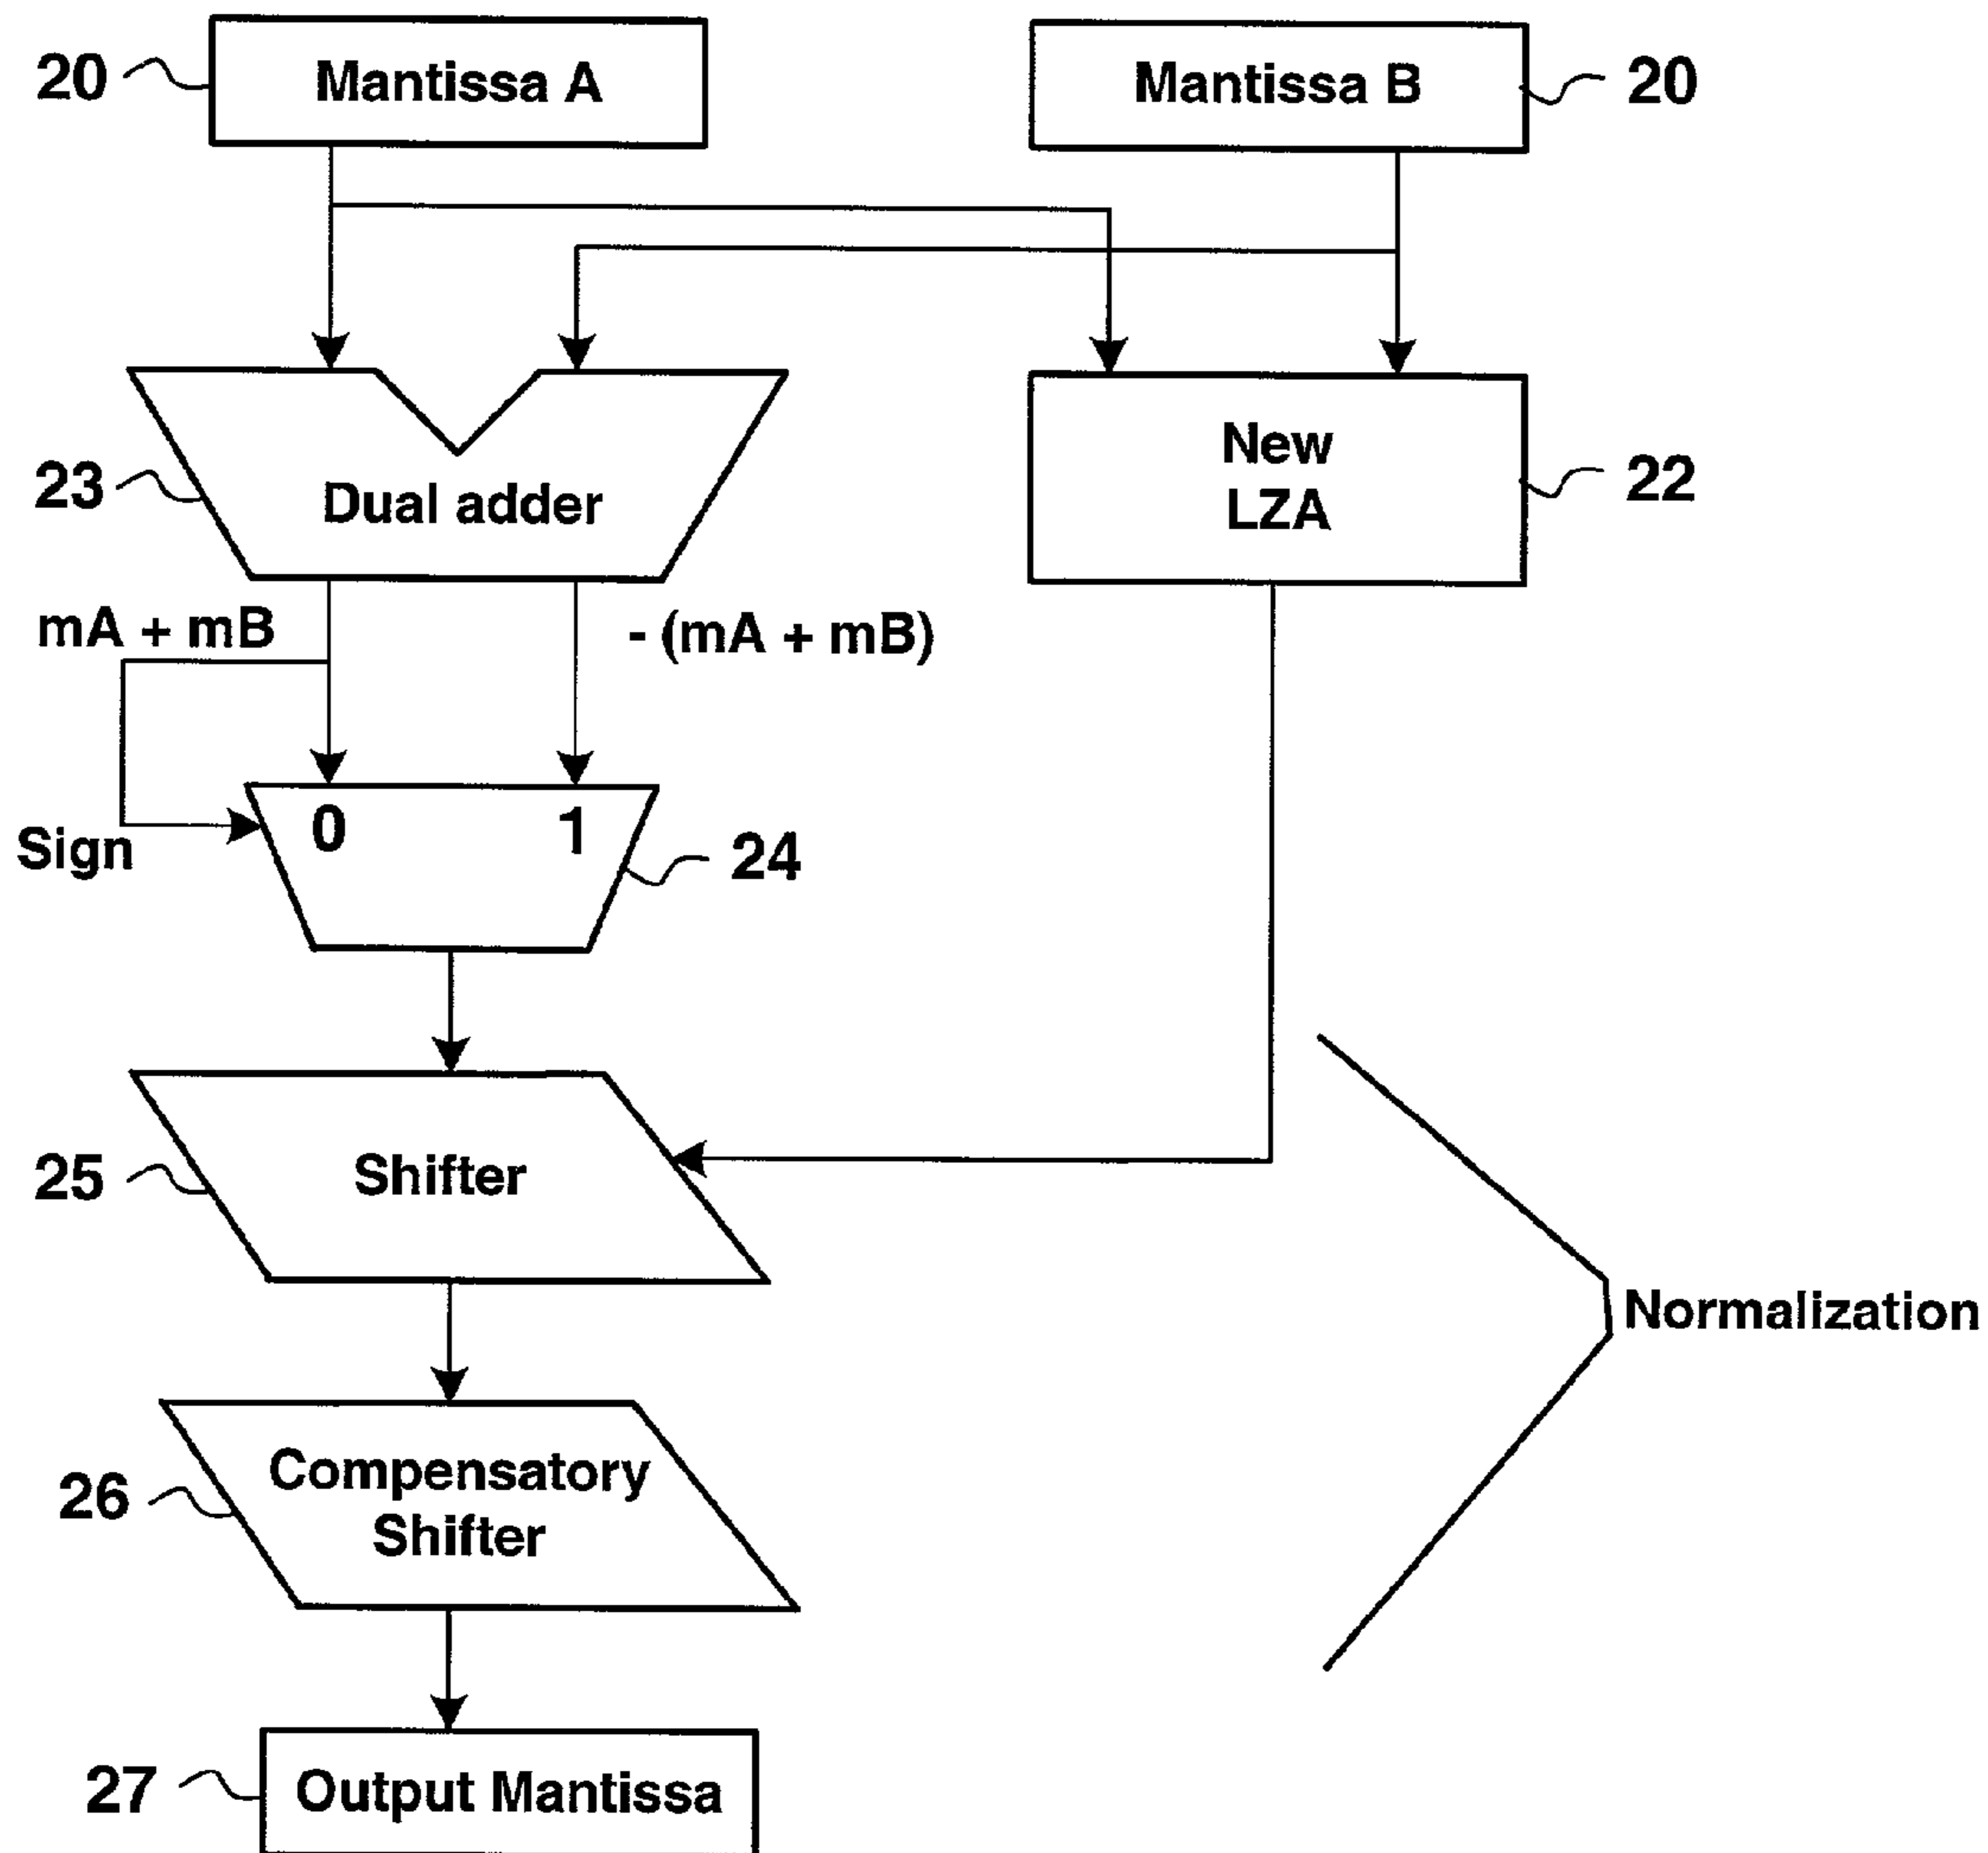 20
Mantissa A
Mantissa B
20
23
Dual adder
New
LZA
22
mA + mB
- (mA + mB)
Sign
0
1
24
25
Shifter
Normalization
26
Compensatory
Shifter
27
Output Mantissa